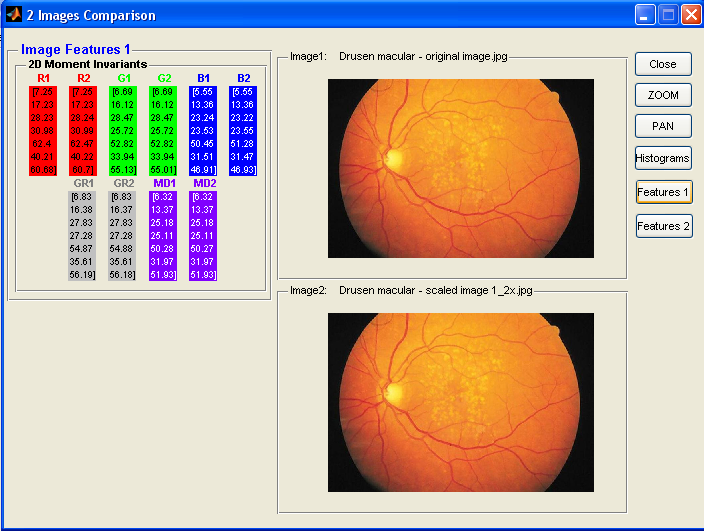 2 Images Comparison
Image Features 1
2D Moment Invariants
R1 R2 G1 G2 B1 B2
[7.25 [7.25 [6.69 [6.69 [5.55 [5.55
17.23 17.23 16.12 16.12 13.36 13.36
28.23 28.24 28.47 28.47 23.24 23.22
30.98 30.99 25.72 25.72 23.53 23.55
62.4 62.47 52.82 52.82 50.45 51.28
40.21 40.22 33.94 33.94 31.51 31.47
60.63] 60.7] 55.13] 55.01] 46.91] 46.93]
GR1 GR2 MD1 MD2
[6.83 [6.83 [6.32 [6.32
16.38 16.37 13.37 13.37
27.83 27.83 25.18 25.18
27.28 27.28 25.11 25.11
54.87 54.88 50.28 50.27
35.61 35.61 31.97 31.97
56.19] 56.18] 51.93] 51.93]
Image1: Drusen macular - original image.jpg
Image2: Drusen macular - scaled image 1_2x.jpg
Close
ZOOM
PAN
Histograms
Features 1
Features 2